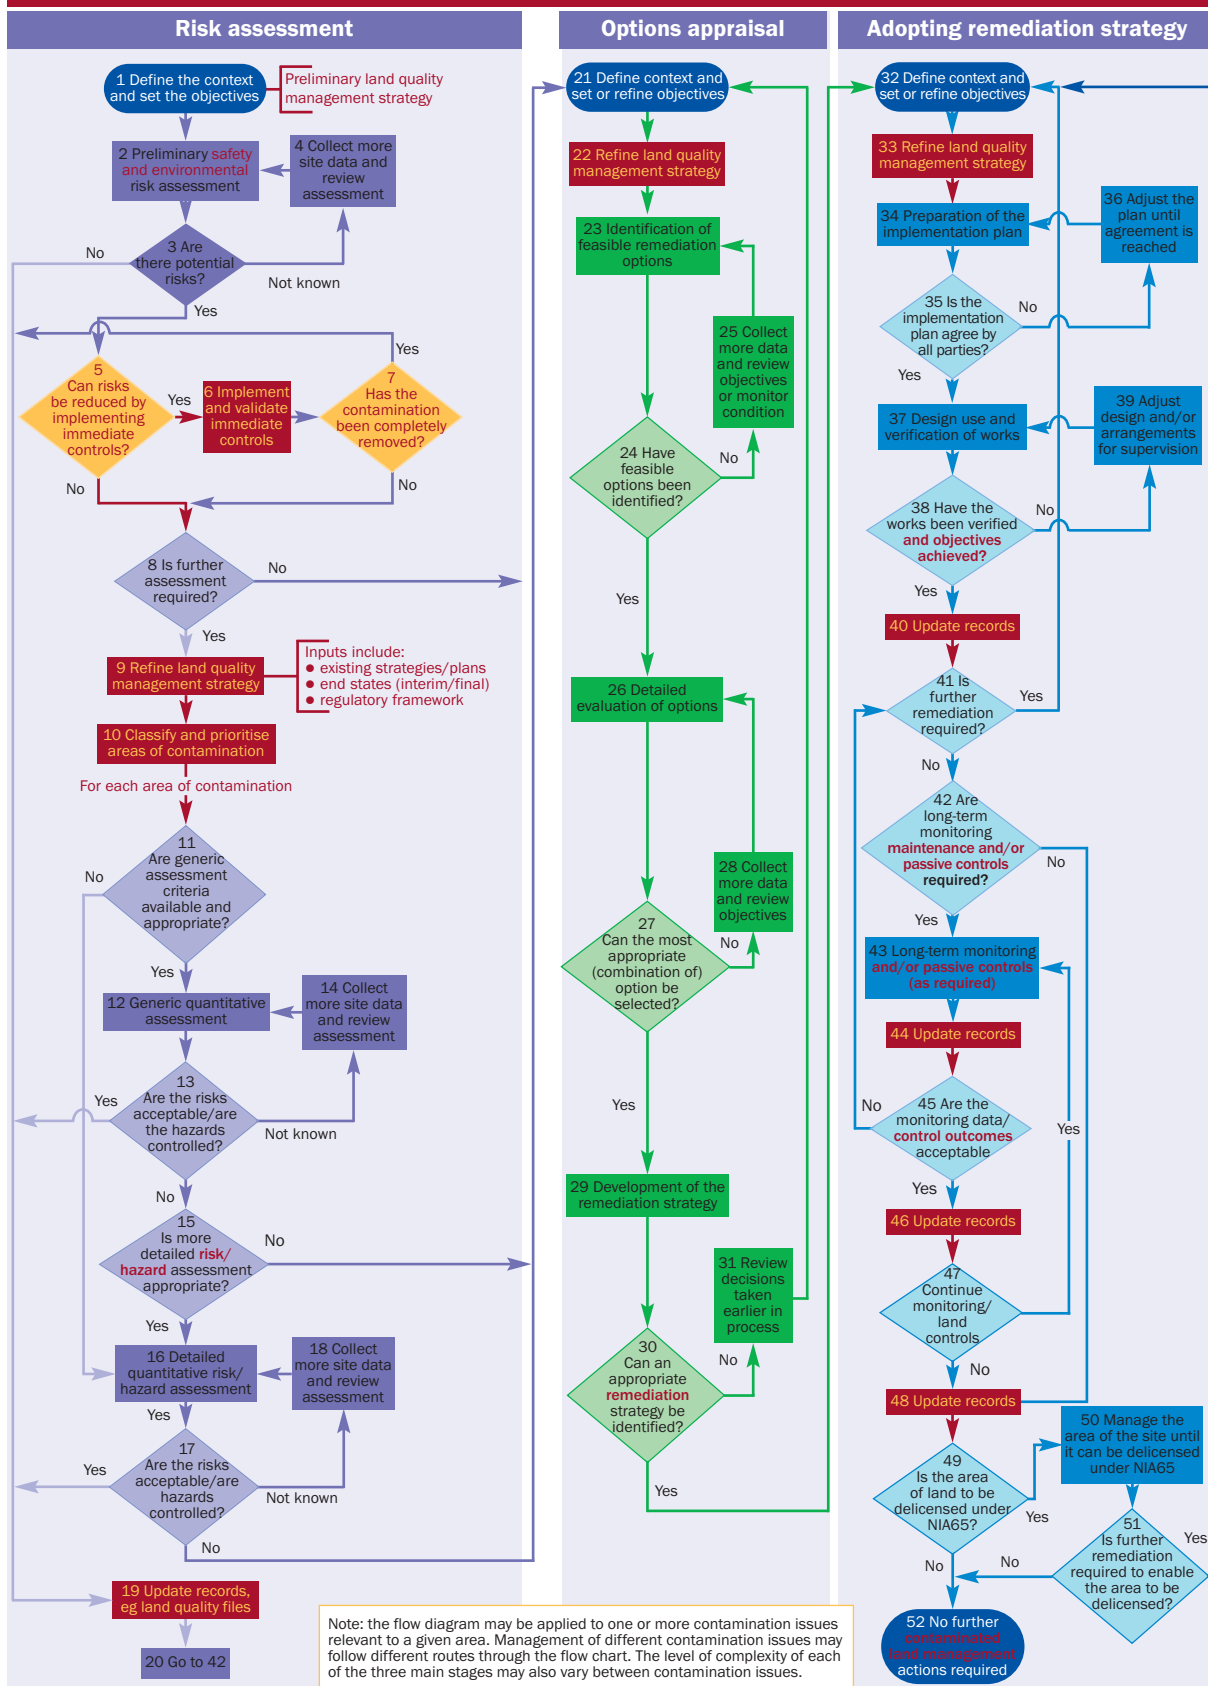 Risk assessment
1 Define the context
and set the objectives
Preliminary land quality
management strategy
2 Preliminary safety
and environmental
risk assessment
4 Collect more
site data and
review
assessment
3 Are
there potential
risks?
No
Not known
Yes
5
Can risks
be reduced by
implementing
immediate
controls?
Yes
6 Implement
and validate
immediate
controls
7
Has the
contamination
been completely
removed?
Yes
No
No
8 Is further
assessment
required?
No
Yes
9 Refine land quality
management strategy
Inputs include:
● existing strategies/plans
● end states (interim/final)
● regulatory framework
10 Classify and prioritise
areas of contamination
For each area of contamination
11
Are generic
assessment
criteria
available and
appropriate?
No
Yes
12 Generic quantitative
assessment
14 Collect
more site data
and review
assessment
13
Are the risks
acceptable/are
the hazards
controlled?
Yes
Not known
No
15
Is more
detailed risk/
hazard assessment
appropriate?
No
Yes
16 Detailed
quantitative risk/
hazard assessment
18 Collect
more site data
and review
assessment
Yes
17
Are the risks
acceptable/are
hazards
controlled?
Yes
Not known
No
19 Update records,
eg land quality files
20 Go to 42
Options appraisal
21 Define context and
set or refine objectives
22 Refine land quality
management strategy
23 Identification of
feasible remediation
options
25 Collect
more data
and review
objectives
or monitor
condition
24 Have
feasible
options been
identified?
No
Yes
26 Detailed
evaluation of options
28 Collect
more data
and review
objectives
27
Can the most
appropriate
(combination of)
option be
selected?
No
Yes
29 Development of the
remediation strategy
31 Review
decisions
taken
earlier in
process
30
Can an
appropriate
remediation
strategy be
identified?
No
Yes
Adopting remediation strategy
32 Define context and
set or refine objectives
33 Refine land quality
management strategy
34 Preparation of the
implementation plan
36 Adjust the
plan until
agreement is
reached
35 Is the
implementation
plan agree by
all parties?
No
Yes
37 Design use and
verification of works
39 Adjust
design and/or
arrangements
for supervision
38 Have the
works been verified
and objectives
achieved?
No
Yes
40 Update records
41 Is
further
remediation
required?
Yes
No
42 Are
long-term
monitoring
maintenance and/or
passive controls
required?
No
Yes
43 Long-term monitoring
and/or passive controls
(as required)
44 Update records
45 Are the
monitoring data/
control outcomes
acceptable
No
Yes
Yes
46 Update records
47
Continue
monitoring/
land
controls
No
48 Update records
50 Manage the
area of the site until
it can be delicensed
under NIA65
49
Is the area
of land to be
delicensed under
NIA65?
Yes
No
51
Is further
remediation
required to enable
the area to be
delicensed?
Yes
No
52 No further
contaminated
land management
actions required
Note: the flow diagram may be applied to one or more contamination issues
relevant to a given area. Management of different contamination issues may
follow different routes through the flow chart. The level of complexity of each
of the three main stages may also vary between contamination issues.